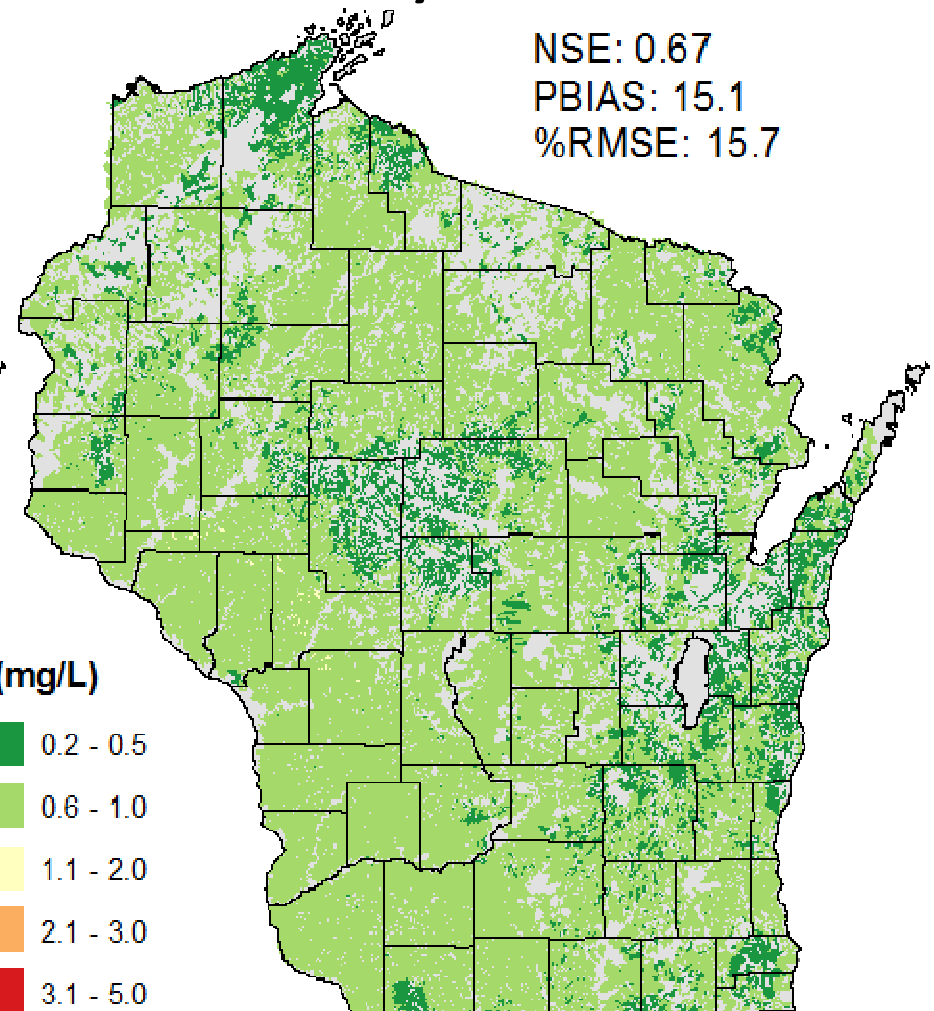 NSE: 0.67
PBIAS: 15.1
%RMSE: 15.7
(mg/L)
0.2 - 0.5
0.6 - 1.0
1.1 - 2.0
2.1 - 3.0
3.1 - 5.0